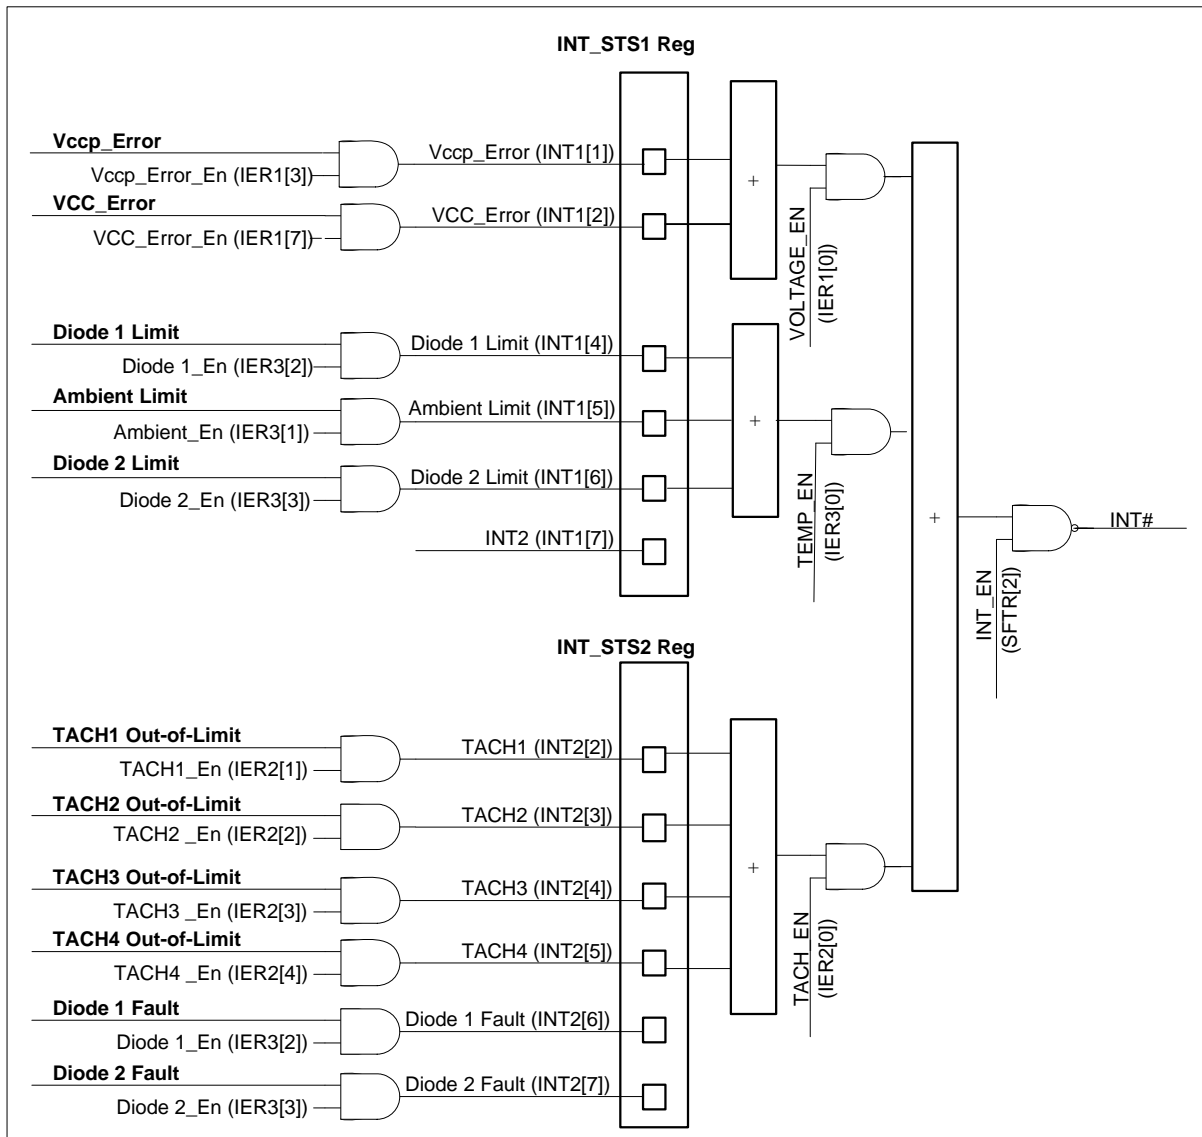 INT_STS1 Reg
Vccp_Error
Vccp_Error_En (IER1[3])
Vccp_Error (INT1[1])
VCC_Error
VCC_Error_En (IER1[7])
VCC_Error (INT1[2])
+
VOLTAGE_EN
(IER1[0])
Diode 1 Limit
Diode 1_En (IER3[2])
Diode 1 Limit (INT1[4])
Ambient Limit
Ambient_En (IER3[1])
Ambient Limit (INT1[5])
Diode 2 Limit
Diode 2_En (IER3[3])
Diode 2 Limit (INT1[6])
INT2 (INT1[7])
+
TEMP_EN
(IER3[0])
+
INT#
INT_EN
(SFTR[2])
INT_STS2 Reg
TACH1 Out-of-Limit
TACH1_En (IER2[1])
TACH1 (INT2[2])
TACH2 Out-of-Limit
TACH2 _En (IER2[2])
TACH2 (INT2[3])
TACH3 Out-of-Limit
TACH3 _En (IER2[3])
TACH3 (INT2[4])
TACH4 Out-of-Limit
TACH4 _En (IER2[4])
TACH4 (INT2[5])
+
TACH_EN
(IER2[0])
Diode 1 Fault
Diode 1_En (IER3[2])
Diode 1 Fault (INT2[6])
Diode 2 Fault
Diode 2_En (IER3[3])
Diode 2 Fault (INT2[7])